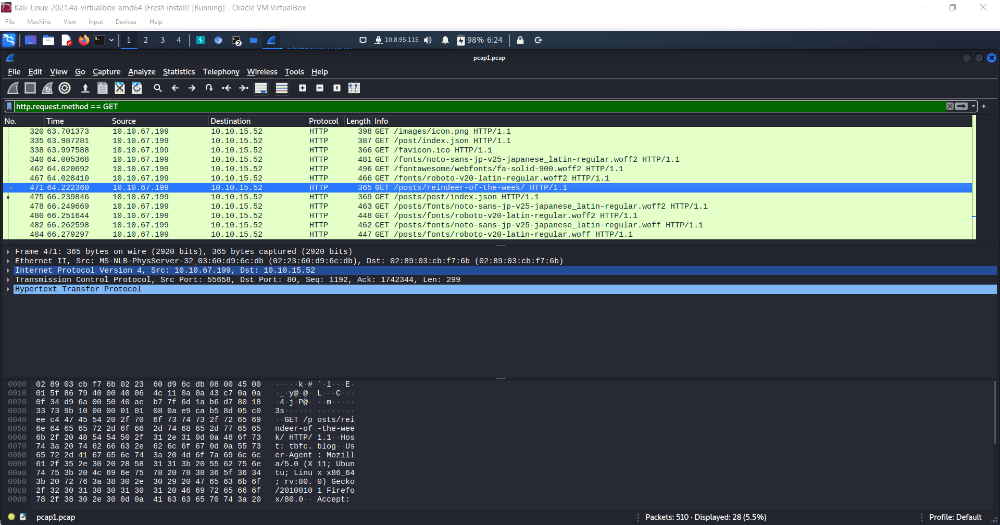 Kali-Linux-2021.4a-virtualbox-amd64 (Fresh install) [Running] - Oracle VM VirtualBox
File Machine View Input Devices Help
1 2 3 4 2 10.8.95.115 98% 6:24
pcap1.pcap
File Edit View Go Capture Analyze Statistics Telephony Wireless Tools Help
http.request.method == GET
No. Time Source Destination Protocol Length Info
320 63.701373 10.10.67.199 10.10.15.52 HTTP 398 GET /images/icon.png HTTP/1.1
335 63.987281 10.10.67.199 10.10.15.52 HTTP 387 GET /post/index.json HTTP/1.1
338 63.997588 10.10.67.199 10.10.15.52 HTTP 366 GET /favicon.ico HTTP/1.1
340 64.005368 10.10.67.199 10.10.15.52 HTTP 481 GET /fonts/noto-sans-jp-v25-japanese_latin-regular.woff2 HTTP/1.1
462 64.020692 10.10.67.199 10.10.15.52 HTTP 496 GET /fontawesome/webfonts/fa-solid-900.woff2 HTTP/1.1
467 64.028410 10.10.67.199 10.10.15.52 HTTP 466 GET /fonts/roboto-v20-latin-regular.woff2 HTTP/1.1
471 64.222360 10.10.67.199 10.10.15.52 HTTP 365 GET /posts/reindeer-of-the-week/ HTTP/1.1
475 66.239846 10.10.67.199 10.10.15.52 HTTP 369 GET /posts/post/index.json HTTP/1.1
478 66.249669 10.10.67.199 10.10.15.52 HTTP 463 GET /posts/fonts/noto-sans-jp-v25-japanese_latin-regular.woff2 HTTP/1.1
480 66.251644 10.10.67.199 10.10.15.52 HTTP 448 GET /posts/fonts/roboto-v20-latin-regular.woff2 HTTP/1.1
482 66.262598 10.10.67.199 10.10.15.52 HTTP 462 GET /posts/fonts/noto-sans-jp-v25-japanese_latin-regular.woff HTTP/1.1
484 66.279297 10.10.67.199 10.10.15.52 HTTP 447 GET /posts/fonts/roboto-v20-latin-regular.woff HTTP/1.1
Frame 471: 365 bytes on wire (2920 bits), 365 bytes captured (2920 bits)
Ethernet II, Src: MS-NLB-PhysServer-32_03:60:d9:6c:db (02:23:60:d9:6c:db), Dst: 02:89:03:cb:f7:6b (02:89:03:cb:f7:6b)
Internet Protocol Version 4, Src: 10.10.67.199, Dst: 10.10.15.52
Transmission Control Protocol, Src Port: 55658, Dst Port: 80, Seq: 1192, Ack: 1742344, Len: 299
Hypertext Transfer Protocol
0000 02 89 03 cb f7 6b 02 23 60 d9 6c db 08 00 45 00 ·····k·# `·l···E·
0010 01 5f 86 79 40 00 40 06 4c 11 0a 0a 43 c7 0a 0a ·_·y@·@· L···C···
0020 0f 34 d9 6a 00 50 40 ae b7 7f 6d 1a b6 d7 80 18 ·4·j·P@· ··m·····
0030 33 73 9b 10 00 00 01 01 08 0a e9 ca b5 8d 05 c0 3s······ ········
0040 ee c4 47 45 54 20 2f 70 6f 73 74 73 2f 72 65 69 ··GET /p osts/rei
0050 6e 64 65 65 72 2d 6f 66 2d 74 68 65 2d 77 65 65 ndeer-of -the-wee
0060 6b 2f 20 48 54 54 50 2f 31 2e 31 0d 0a 48 6f 73 k/ HTTP/ 1.1··Hos
0070 74 3a 20 74 62 66 63 2e 62 6c 6f 67 0d 0a 55 73 t: tbfc. blog··Us
0080 65 72 2d 41 67 65 6e 74 3a 20 4d 6f 7a 69 6c 6c er-Agent : Mozill
0090 61 2f 35 2e 30 20 28 58 31 31 3b 20 55 62 75 6e a/5.0 (X 11; Ubun
00a0 74 75 3b 20 4c 69 6e 75 78 20 78 38 36 5f 36 34 tu; Linu x x86_64
00b0 3b 20 72 76 3a 38 30 2e 30 29 20 47 65 63 6b 6f ; rv:80. 0) Gecko
00c0 2f 32 30 31 30 30 31 30 31 20 46 69 72 65 66 6f /2010010 1 Firefo
00d0 78 2f 38 30 2e 30 0d 0a 41 63 63 65 70 74 3a 20 x/80.0·· Accept:
pcap1.pcap Packets: 510 · Displayed: 28 (5.5%) Profile: Default